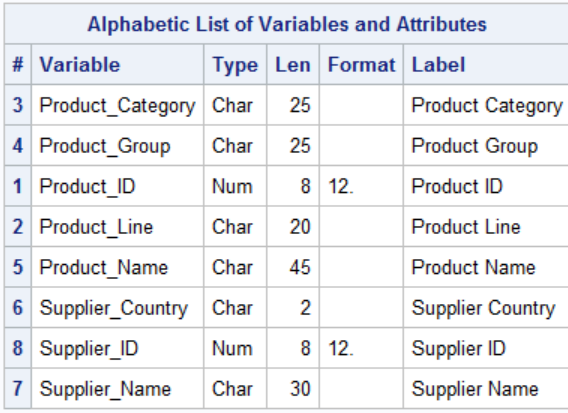 Alphabetic List of Variables and Attributes
# Variable Type Len Format Label
3 Product_Category Char 25 Product Category
4 Product_Group Char 25 Product Group
1 Product_ID Num 8 12. Product ID
2 Product_Line Char 20 Product Line
5 Product_Name Char 45 Product Name
6 Supplier_Country Char 2 Supplier Country
8 Supplier_ID Num 8 12. Supplier ID
7 Supplier_Name Char 30 Supplier Name